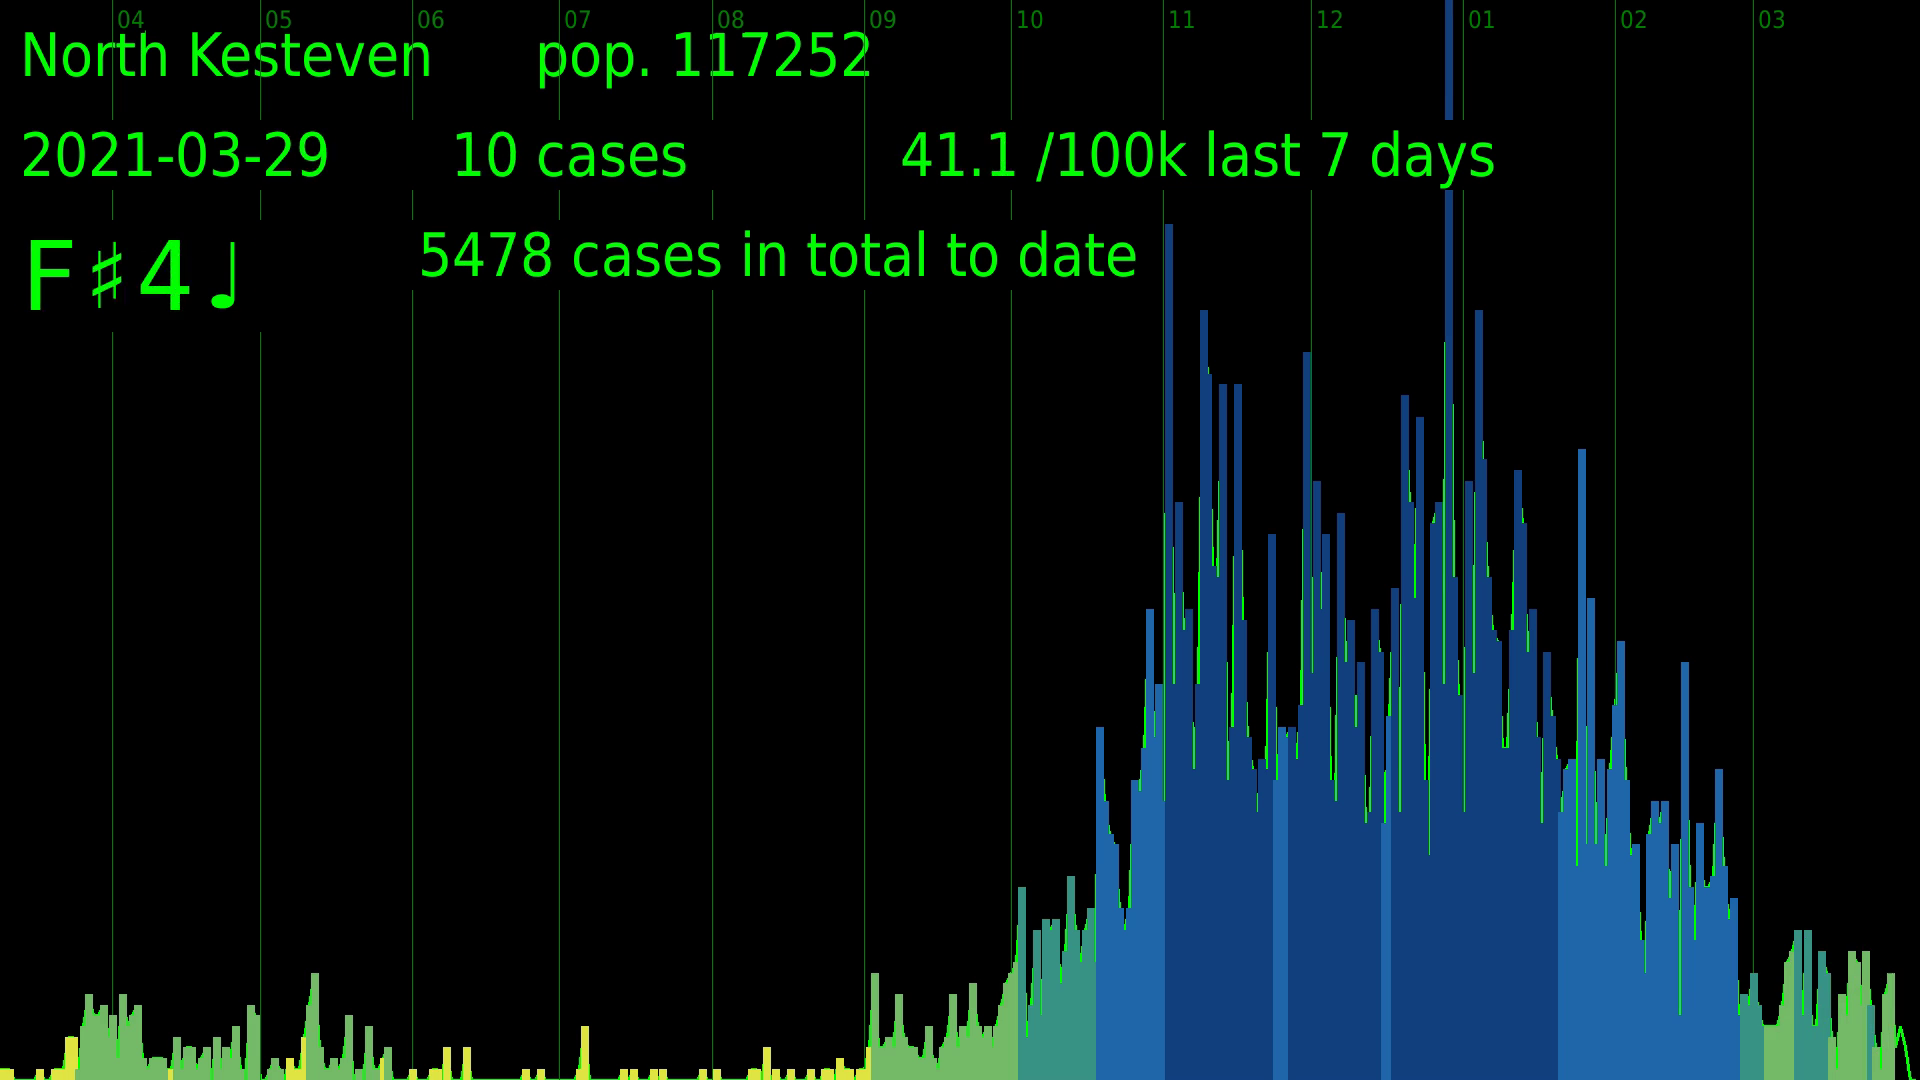 04 05 06 07 08 09 10 11 12 01 02 03
North Kesteven pop. 117252
2021-03-29 10 cases 41.1 /100k last 7 days
F♯4♩ 5478 cases in total to date